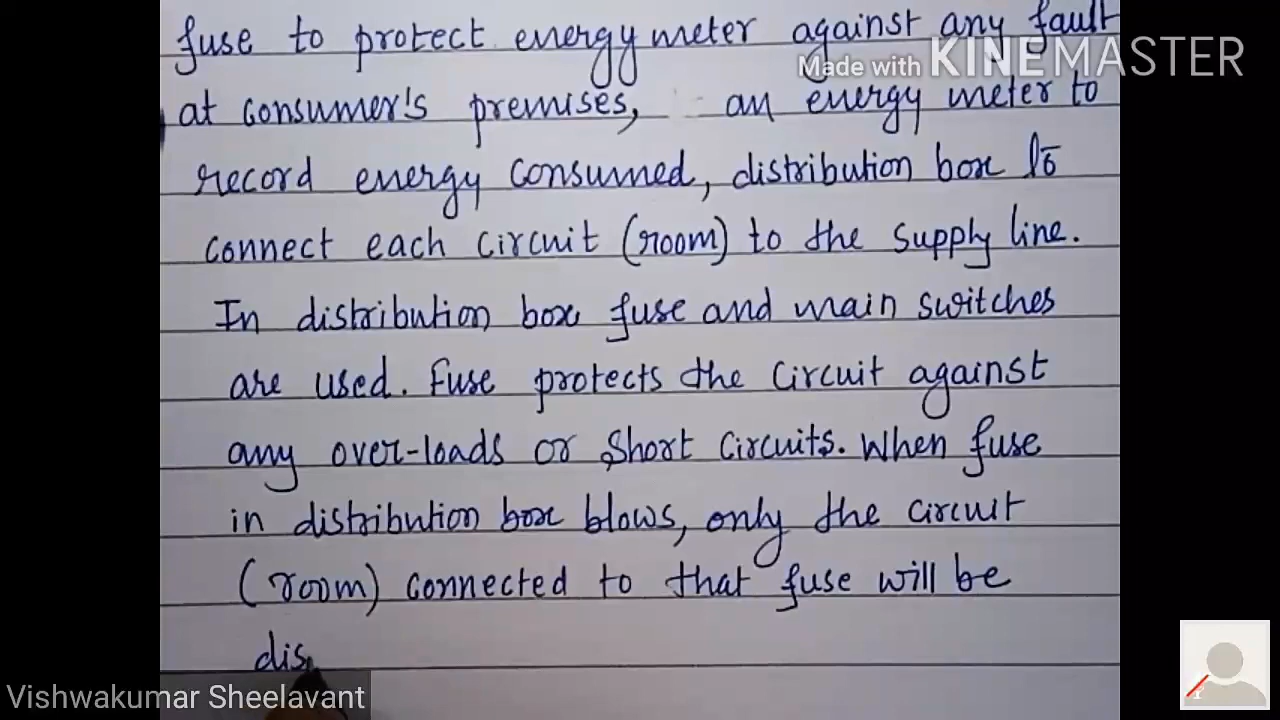 fuse to protect energy meter against any fault
Made with KINEMASTER
at consumer's premises, an energy meter to
record energy consumed, distribution box to
connect each circuit (room) to the supply line.
In distribution box fuse and main switches
are used. Fuse protects the circuit against
any over-loads or short circuits. When fuse
in distribution box blows, only the circuit
(room) connected to that fuse will be
dis
Vishwakumar Sheelavant